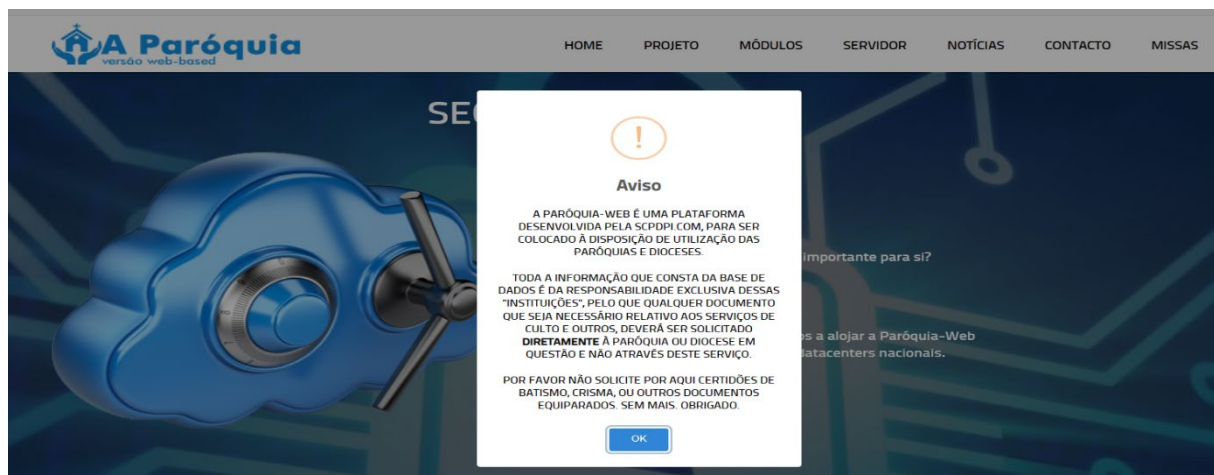 A Paróquia
versão web-based
HOME PROJETO MÓDULOS SERVIDOR NOTÍCIAS CONTACTO MISSAS
SE
Aviso
A PARÓQUIA-WEB É UMA PLATAFORMA
DESENVOLVIDA PELA SCPDPI.COM, PARA SER
COLOCADO À DISPOSIÇÃO DE UTILIZAÇÃO DAS
PARÓQUIAS E DIOCESES.
importante para si?
TODA A INFORMAÇÃO QUE CONSTA DA BASE DE
DADOS É DA RESPONSABILIDADE EXCLUSIVA DESSAS
"INSTITUIÇÕES", PELO QUE QUALQUER DOCUMENTO
QUE SEJA NECESSÁRIO RELATIVO AOS SERVIÇOS DE
CULTO E OUTROS, DEVERÁ SER SOLICITADO
DIRETAMENTE À PARÓQUIA OU DIOCESE EM
QUESTÃO E NÃO ATRAVÉS DESTE SERVIÇO.
a alojar a Paróquia-Web
datacenters nacionais.
POR FAVOR NÃO SOLICITE POR AQUI CERTIDÕES DE
BATISMO, CRISMA, OU OUTROS DOCUMENTOS
EQUIPARADOS. SEM MAIS. OBRIGADO.
OK